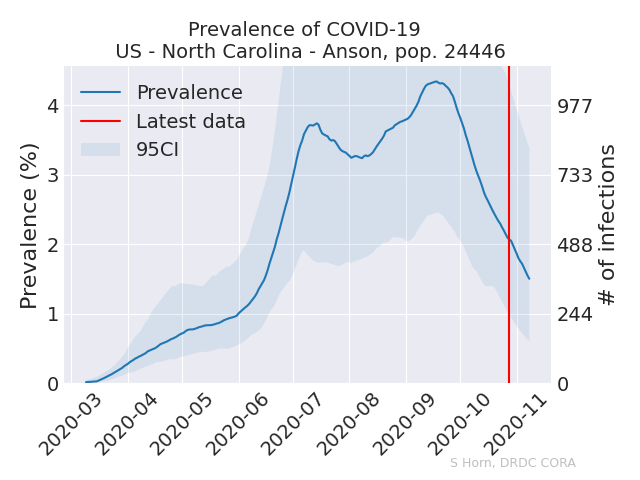 Prevalence of COVID-19
US - North Carolina - Anson, pop. 24446
Prevalence
Latest data
95CI
Prevalence (%)
4
3
2
1
0
977
733
488
244
0
# of infections
2020-03
2020-04
2020-05
2020-06
2020-07
2020-08
2020-09
2020-10
2020-11
S Horn, DRDC CORA